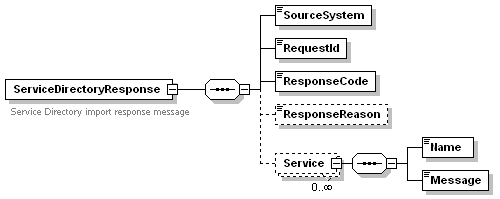 SourceSystem
RequestId
ServiceDirectoryResponse
ResponseCode
Service Directory import response message
ResponseReason
Service
0..∞
Name
Message